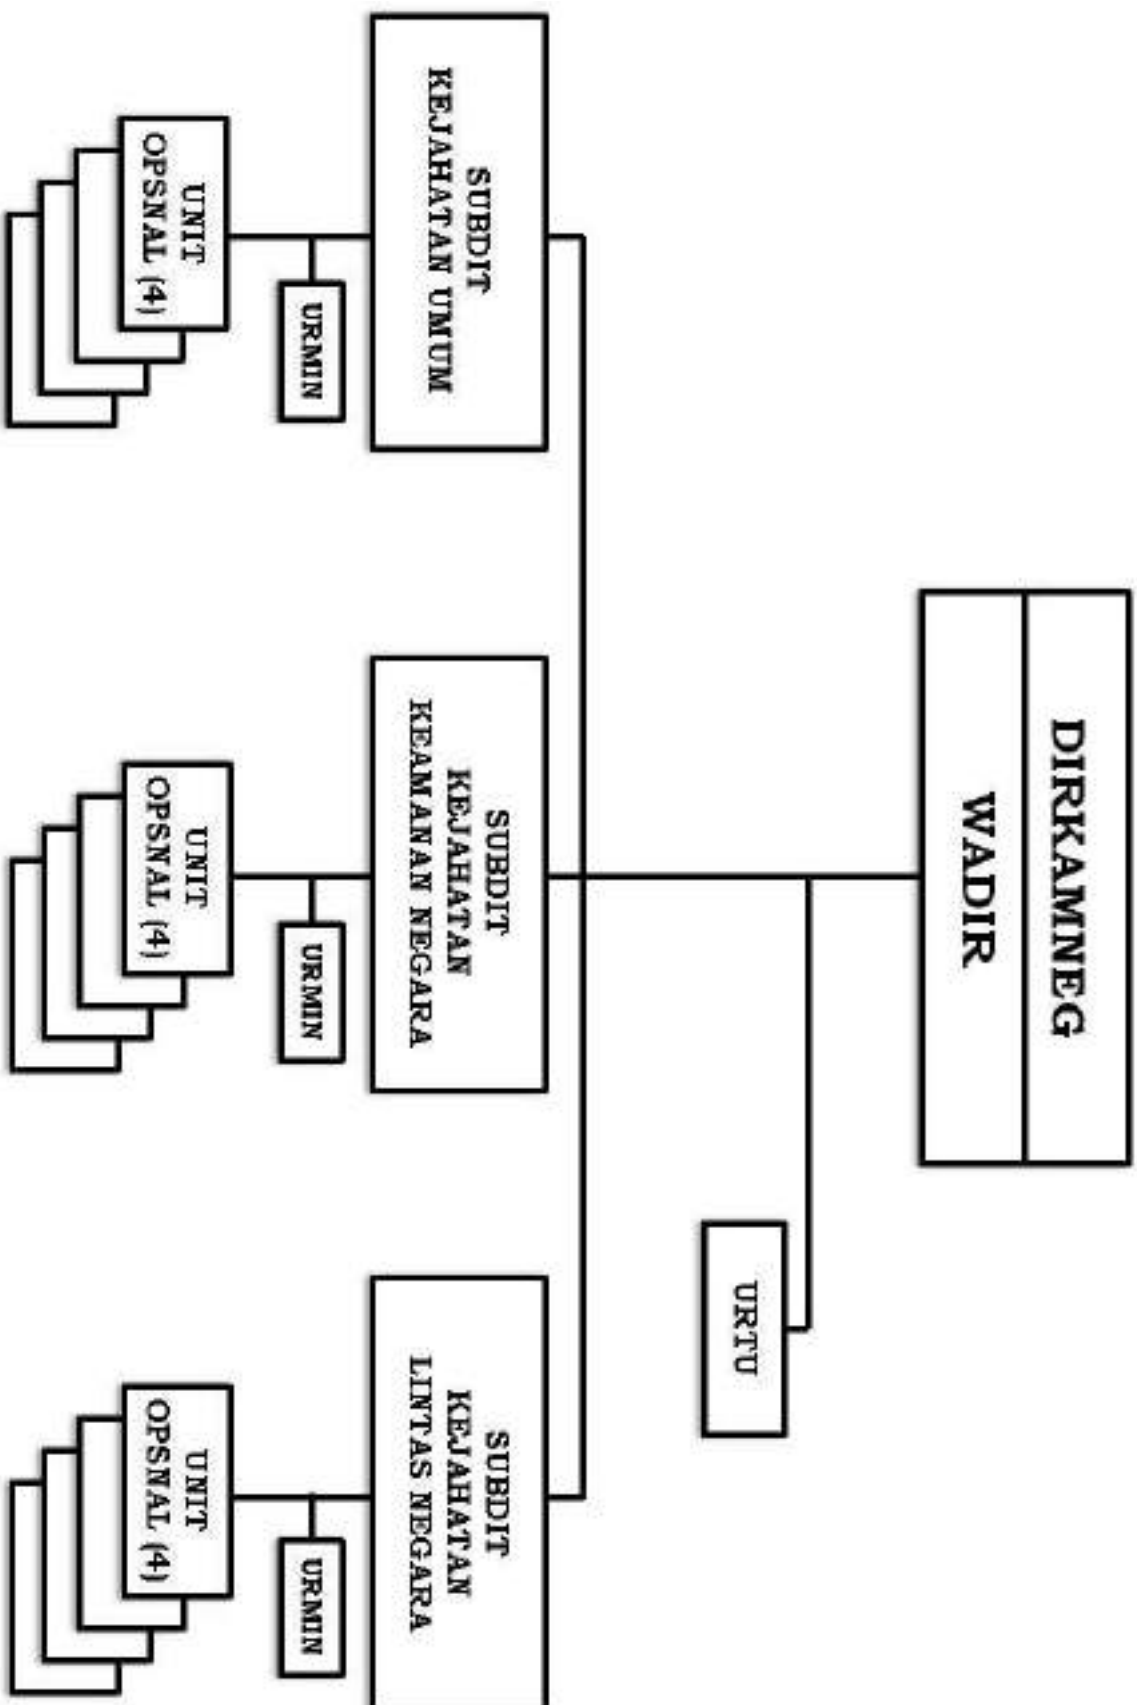 DIRKAMNEG
WADIR
URTU
SUBDIT
KEJAHATAN UMUM
SUBDIT
KEJAHATAN
KEAMANAN NEGARA
SUBDIT
KEJAHATAN
LINTAS NEGARA
URMIN
URMIN
URMIN
UNIT
OPSNAL (4)
UNIT
OPSNAL (4)
UNIT
OPSNAL (4)